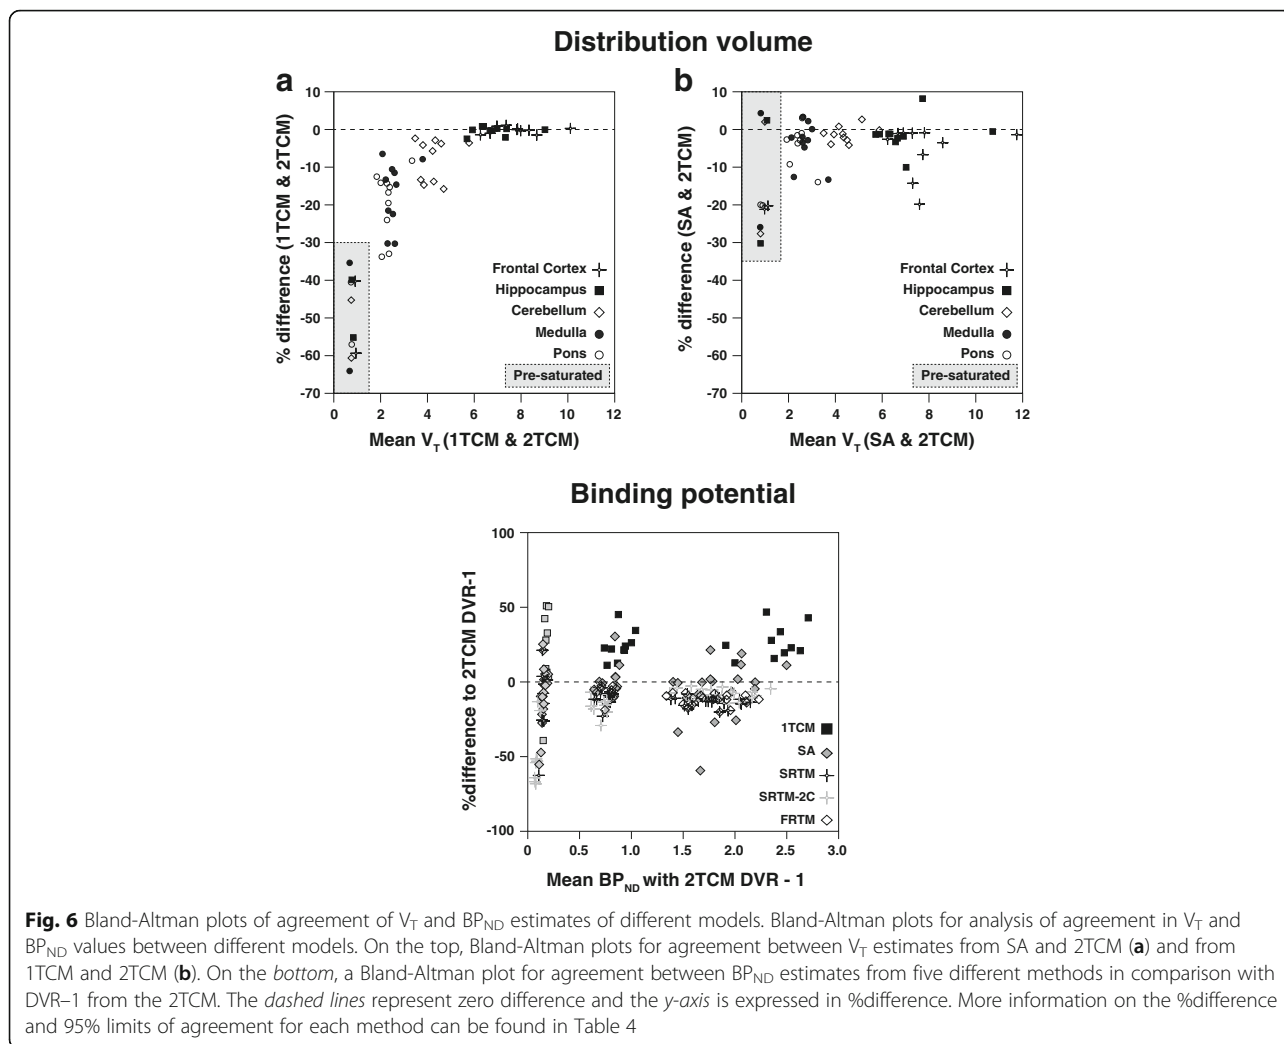 Distribution volume
a
b
10
0
-10
-20
-30
-40
-50
-60
-70
% difference (1TCM & 2TCM)
Frontal Cortex
Hippocampus
Cerebellum
Medulla
Pons
Pre-saturated
0 2 4 6 8 10 12
Mean VT (1TCM & 2TCM)
10
0
-10
-20
-30
-40
-50
-60
-70
% difference (SA & 2TCM)
Frontal Cortex
Hippocampus
Cerebellum
Medulla
Pons
Pre-saturated
0 2 4 6 8 10 12
Mean VT (SA & 2TCM)
Binding potential
100
50
0
-50
-100
%difference to 2TCM DVR-1
1TCM
SA
SRTM
SRTM-2C
FRTM
0 0.5 1.0 1.5 2.0 2.5 3.0
Mean BPND with 2TCM DVR - 1
Fig. 6 Bland-Altman plots of agreement of VT and BPND estimates of different models. Bland-Altman plots for analysis of agreement in VT and
BPND values between different models. On the top, Bland-Altman plots for agreement between VT estimates from SA and 2TCM (a) and from
1TCM and 2TCM (b). On the bottom, a Bland-Altman plot for agreement between BPND estimates from five different methods in comparison with
DVR–1 from the 2TCM. The dashed lines represent zero difference and the y-axis is expressed in %difference. More information on the %difference
and 95% limits of agreement for each method can be found in Table 4